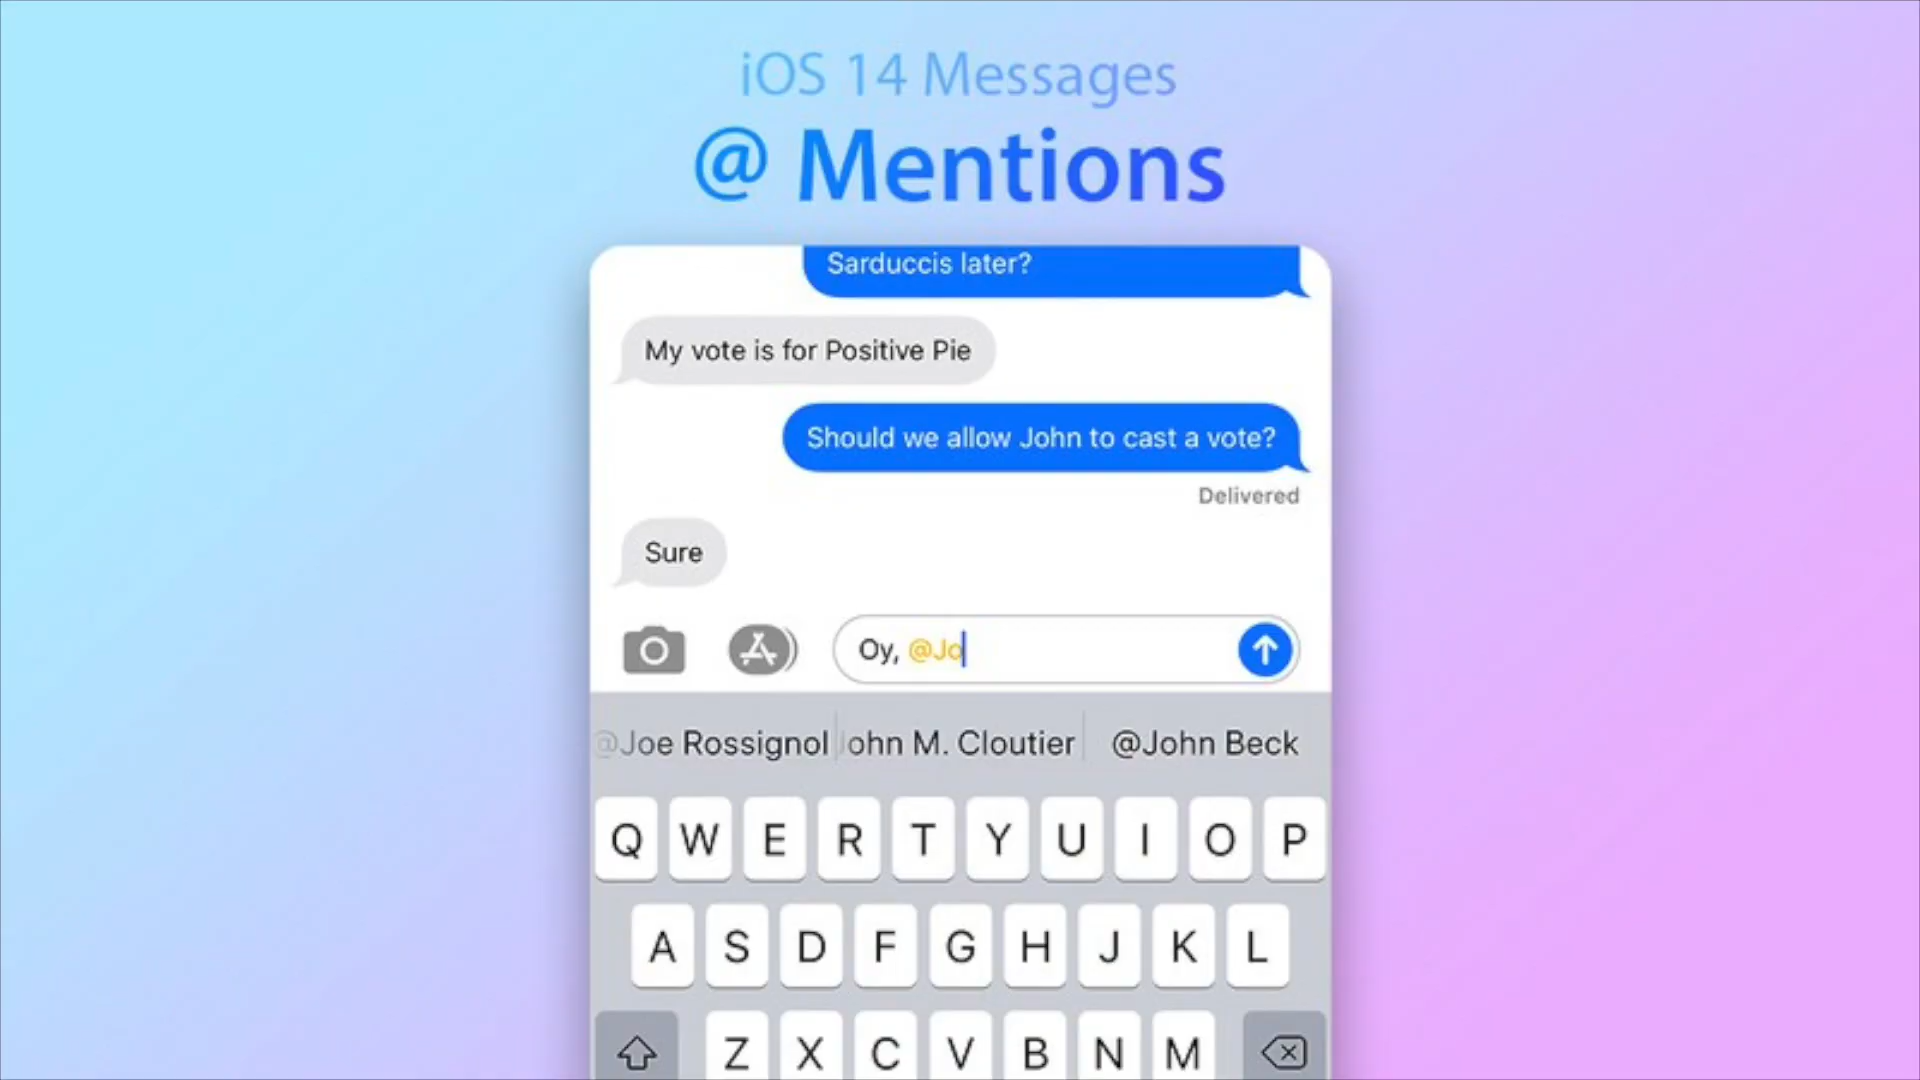 iOS 14 Messages
@ Mentions
Sarduccis later?
My vote is for Positive Pie
Should we allow John to cast a vote?
Delivered
Sure
Oy, @Jo
@Joe Rossignol
John M. Cloutier
@John Beck
Q W E R T Y U I O P
A S D F G H J K L
Z X C V B N M